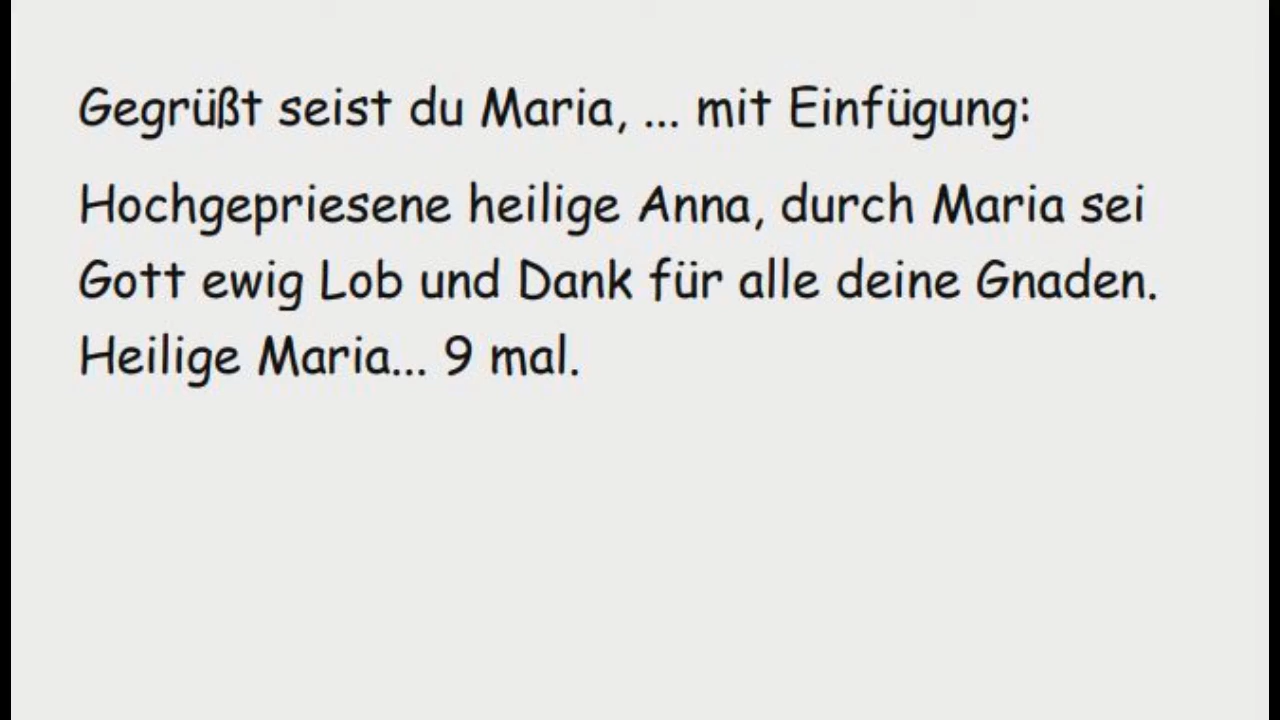 Gegrüßt seist du Maria, ... mit Einfügung:
Hochgepriesene heilige Anna, durch Maria sei
Gott ewig Lob und Dank für alle deine Gnaden.
Heilige Maria... 9 mal.